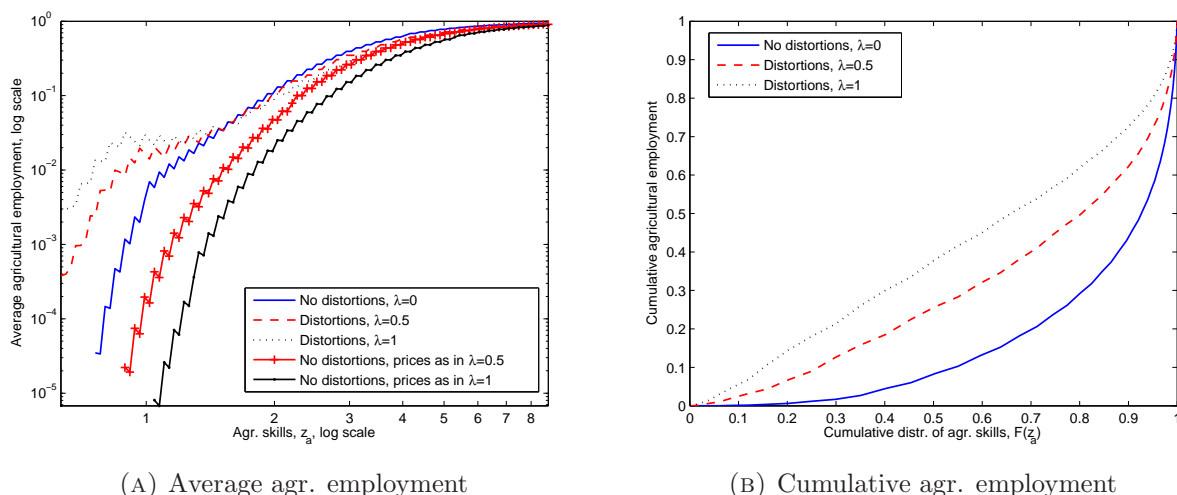 10^0
10^-1
10^-2
10^-3
10^-4
10^-5
Average agricultural employment, log scale
No distortions, λ=0
Distortions, λ=0.5
Distortions, λ=1
No distortions, prices as in λ=0.5
No distortions, prices as in λ=1
1 2 3 4 5 6 7 8
Agr. skills, z_a, log scale
(A) Average agr. employment
1
0.9
0.8
0.7
0.6
0.5
0.4
0.3
0.2
0.1
0
Cumulative agricultural employment
No distortions, λ=0
Distortions, λ=0.5
Distortions, λ=1
0 0.1 0.2 0.3 0.4 0.5 0.6 0.7 0.8 0.9 1
Cumulative distr. of agr. skills, F(z_a)
(B) Cumulative agr. employment